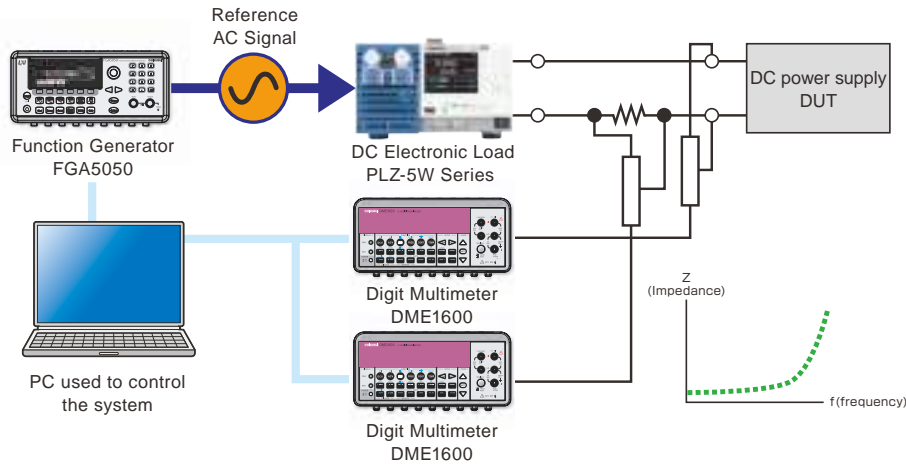 Reference
AC Signal
Function Generator
FGA5050
DC Electronic Load
PLZ-5W Series
DC power supply
DUT
Digit Multimeter
DME1600
Digit Multimeter
DME1600
PC used to control
the system
Z
(Impedance)
f(frequency)